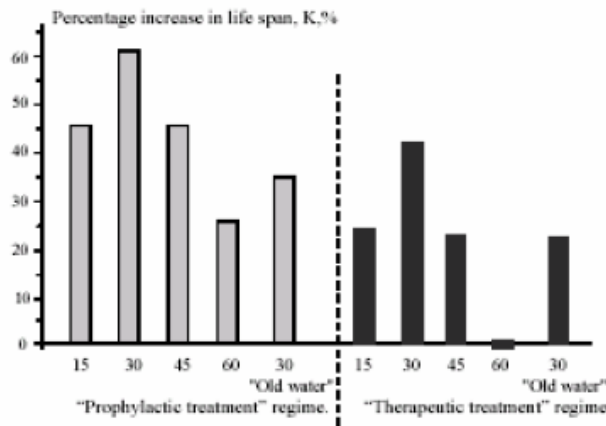 Percentage increase in life span, K,%
60
50
40
30
20
10
0
15 30 45 60 30 15 30 45 60 30
"Old water" "Old water"
“Prophylactic treatment” regime. “Therapeutic treatment” regime